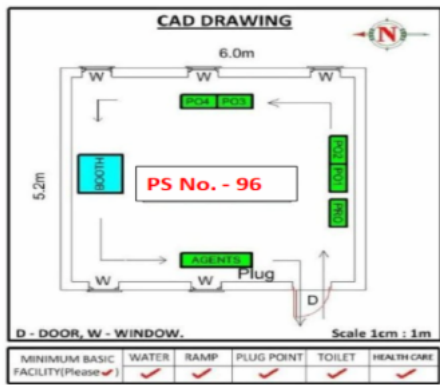 CAD DRAWING
N
6.0m
W W W
PO4 PO3
5.2m
BOOTH
PO2
PO1
PRO
PS No. - 96
AGENTS
Plug
W W
D
D - DOOR, W - WINDOW.
Scale 1cm : 1m
MINIMUM BASIC FACILITY(Please✓)
WATER
RAMP
PLUG POINT
TOILET
HEALTH CARE
✓ ✓ ✓ ✓ ✓